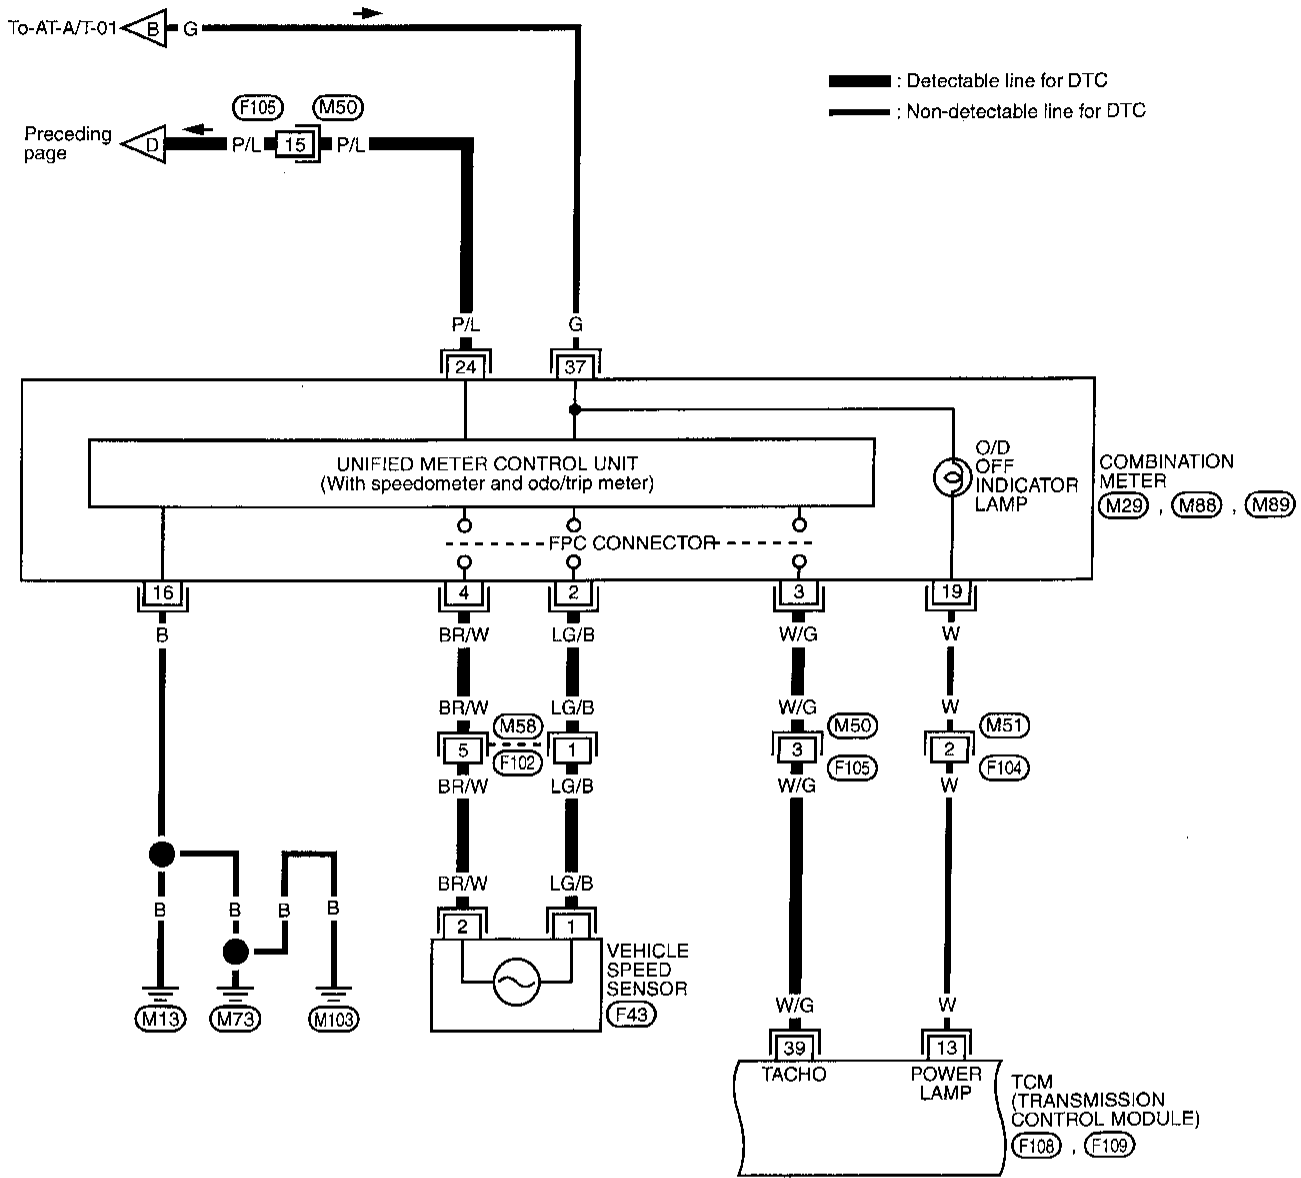 To-AT-A/T-01
B
G
: Detectable line for DTC
: Non-detectable line for DTC
F105
M50
Preceding
page
D
P/L
15
P/L
P/L
G
24
37
UNIFIED METER CONTROL UNIT
(With speedometer and odo/trip meter)
O/D
OFF
INDICATOR
LAMP
COMBINATION
METER
M29 , M88 , M89
FPC CONNECTOR
16
4
2
3
19
B
BR/W
LG/B
W/G
W
BR/W
LG/B
W/G
W
M58
M50
M51
5
1
3
2
F102
F105
F104
BR/W
LG/B
W/G
W
BR/W
LG/B
B
B
B
B
2
1
VEHICLE
SPEED
SENSOR
F43
M13
M73
M103
W/G
W
39
13
TACHO
POWER
LAMP
TCM
(TRANSMISSION
CONTROL MODULE)
F108 , F109